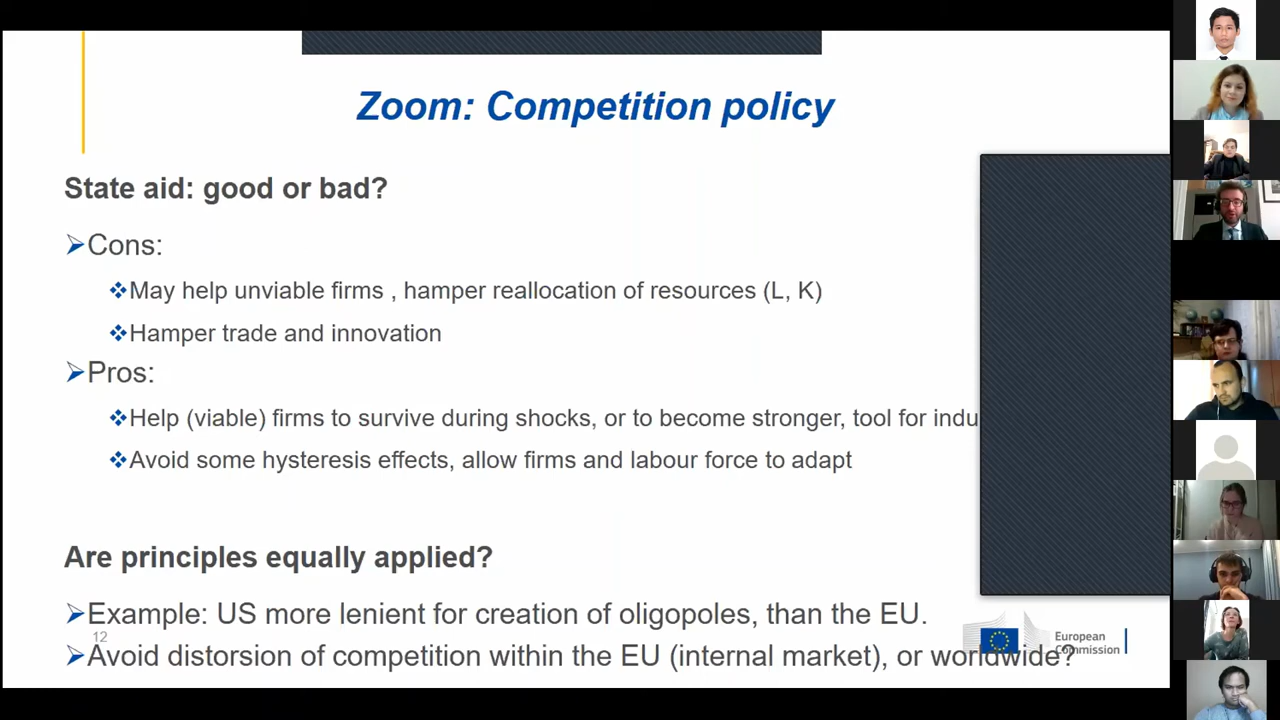 Zoom: Competition policy
State aid: good or bad?
Cons:
May help unviable firms , hamper reallocation of resources (L, K)
Hamper trade and innovation
Pros:
Help (viable) firms to survive during shocks, or to become stronger, tool for indu
Avoid some hysteresis effects, allow firms and labour force to adapt
Are principles equally applied?
Example: US more lenient for creation of oligopoles, than the EU.
12
Avoid distorsion of competition within the EU (internal market), or worldwide?
European
Commission